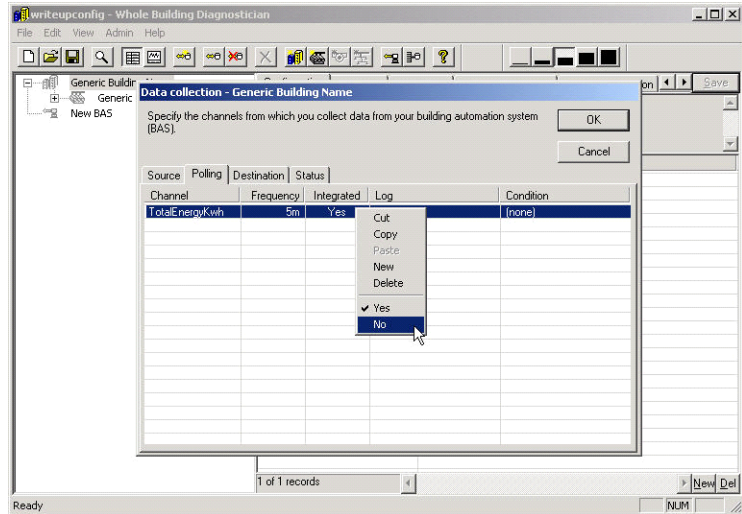 writeupconfig - Whole Building Diagnostician
File Edit View Admin Help
Generic Buildin
Generic
New BAS
on
Save
Data collection - Generic Building Name
Specify the channels from which you collect data from your building automation system
(BAS).
OK
Cancel
Source Polling Destination Status
Channel Frequency Integrated Log Condition
TotalEnergyKwh 5m Yes (none)
Cut
Copy
Paste
New
Delete
Yes
No
1 of 1 records
New Del
Ready NUM